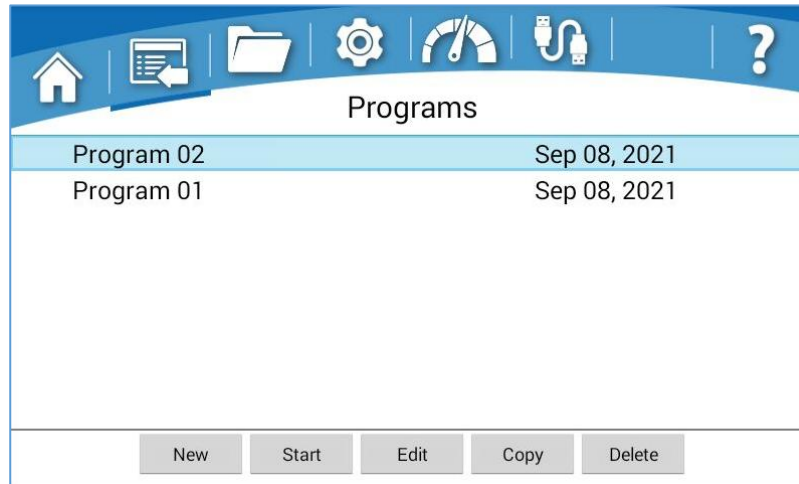 Programs
Program 02 Sep 08, 2021
Program 01 Sep 08, 2021
New Start Edit Copy Delete